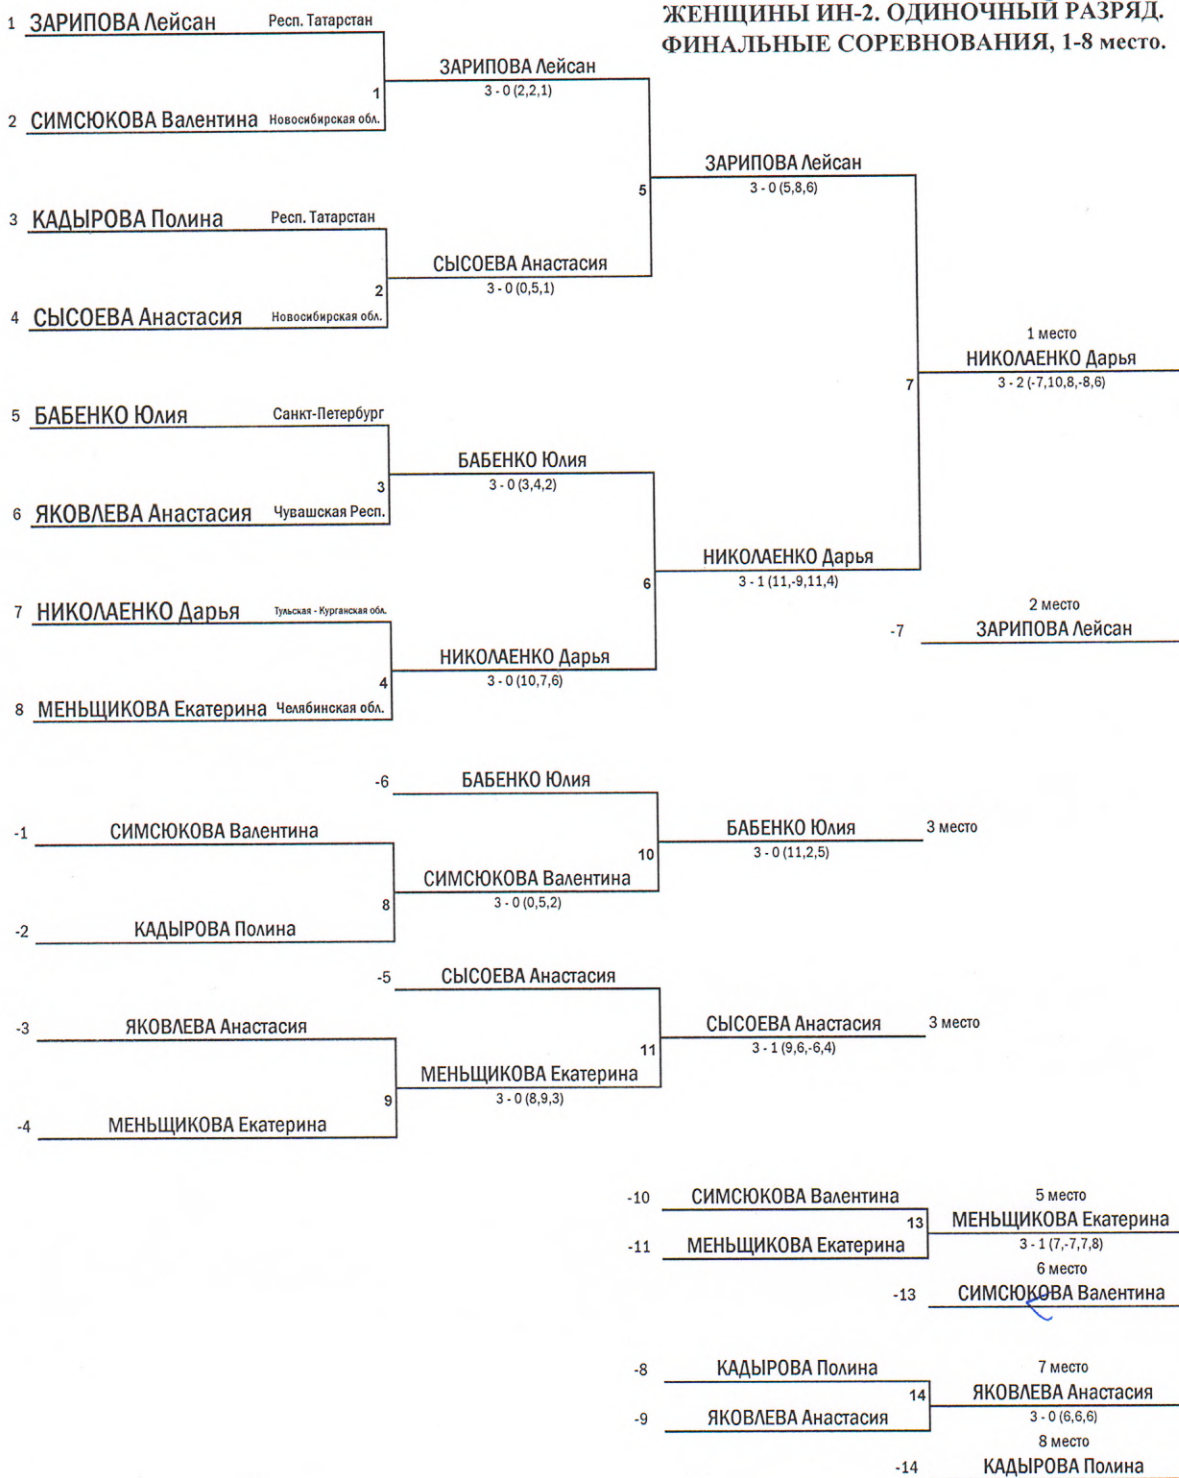 ЖЕНЩИНЫ ИН-2. ОДИНОЧНЫЙ РАЗРЯД.
ФИНАЛЬНЫЕ СОРЕВНОВАНИЯ, 1-8 место.
1 ЗАРИПОВА Лейсан Респ. Татарстан
ЗАРИПОВА Лейсан
3 - 0 (2,2,1)
1
2 СИМСЮКОВА Валентина Новосибирская обл.
ЗАРИПОВА Лейсан
3 - 0 (5,8,6)
5
3 КАДЫРОВА Полина Респ. Татарстан
СЫСОЕВА Анастасия
3 - 0 (0,5,1)
2
4 СЫСОЕВА Анастасия Новосибирская обл.
1 место
НИКОЛАЕНКО Дарья
3 - 2 (-7,10,8,-8,6)
7
5 БАБЕНКО Юлия Санкт-Петербург
БАБЕНКО Юлия
3 - 0 (3,4,2)
3
6 ЯКОВЛЕВА Анастасия Чувашская Респ.
НИКОЛАЕНКО Дарья
3 - 1 (11,-9,11,4)
6
7 НИКОЛАЕНКО Дарья Тульская - Курганская обл.
2 место
-7 ЗАРИПОВА Лейсан
НИКОЛАЕНКО Дарья
3 - 0 (10,7,6)
4
8 МЕНЬЩИКОВА Екатерина Челябинская обл.
-6 БАБЕНКО Юлия
-1 СИМСЮКОВА Валентина
БАБЕНКО Юлия 3 место
3 - 0 (11,2,5)
10
СИМСЮКОВА Валентина
3 - 0 (0,5,2)
8
-2 КАДЫРОВА Полина
-5 СЫСОЕВА Анастасия
-3 ЯКОВЛЕВА Анастасия
СЫСОЕВА Анастасия 3 место
3 - 1 (9,6,-6,4)
11
МЕНЬЩИКОВА Екатерина
3 - 0 (8,9,3)
9
-4 МЕНЬЩИКОВА Екатерина
-10 СИМСЮКОВА Валентина 5 место
13 МЕНЬЩИКОВА Екатерина
-11 МЕНЬЩИКОВА Екатерина 3 - 1 (7,-7,7,8)
6 место
-13 СИМСЮКОВА Валентина
-8 КАДЫРОВА Полина 7 место
14 ЯКОВЛЕВА Анастасия
-9 ЯКОВЛЕВА Анастасия 3 - 0 (6,6,6)
8 место
-14 КАДЫРОВА Полина